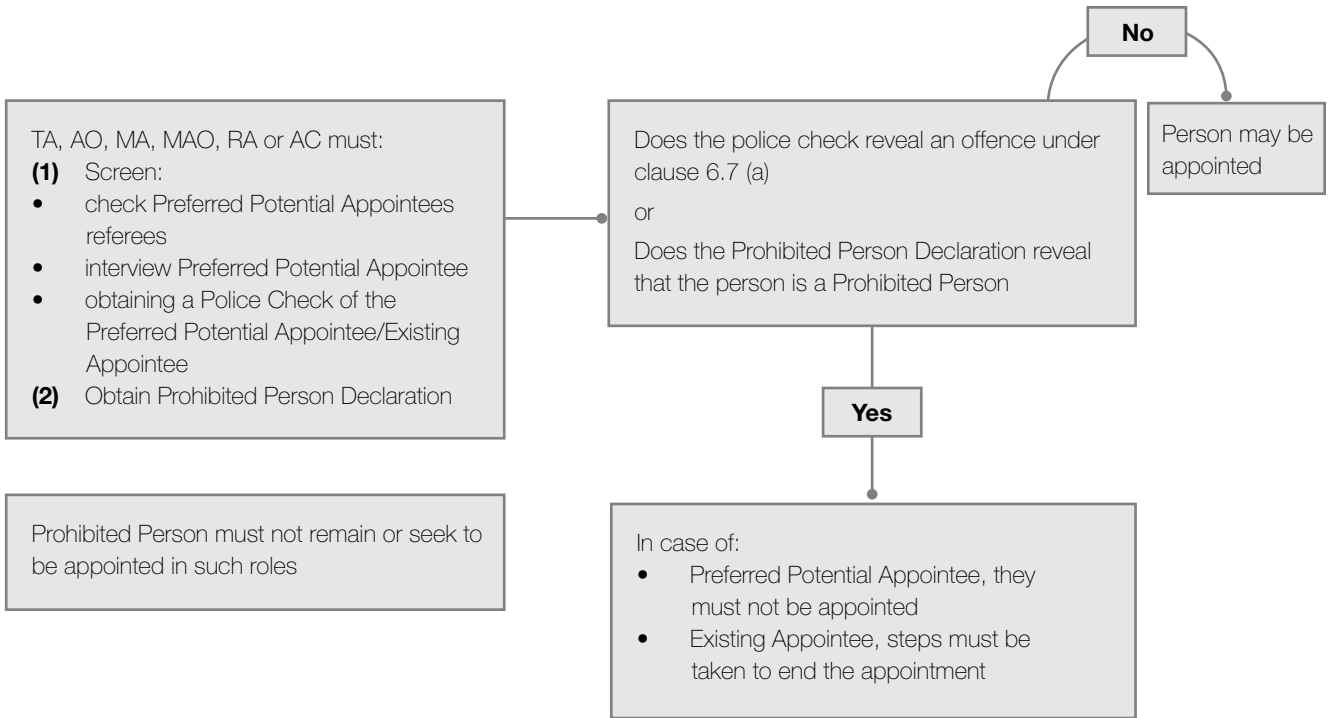 TA, AO, MA, MAO, RA or AC must:
(1) Screen:
• check Preferred Potential Appointees
referees
• interview Preferred Potential Appointee
• obtaining a Police Check of the
Preferred Potential Appointee/Existing
Appointee
(2) Obtain Prohibited Person Declaration
Prohibited Person must not remain or seek to
be appointed in such roles
Does the police check reveal an offence under
clause 6.7 (a)
or
Does the Prohibited Person Declaration reveal
that the person is a Prohibited Person
No
Person may be
appointed
Yes
In case of:
• Preferred Potential Appointee, they
must not be appointed
• Existing Appointee, steps must be
taken to end the appointment